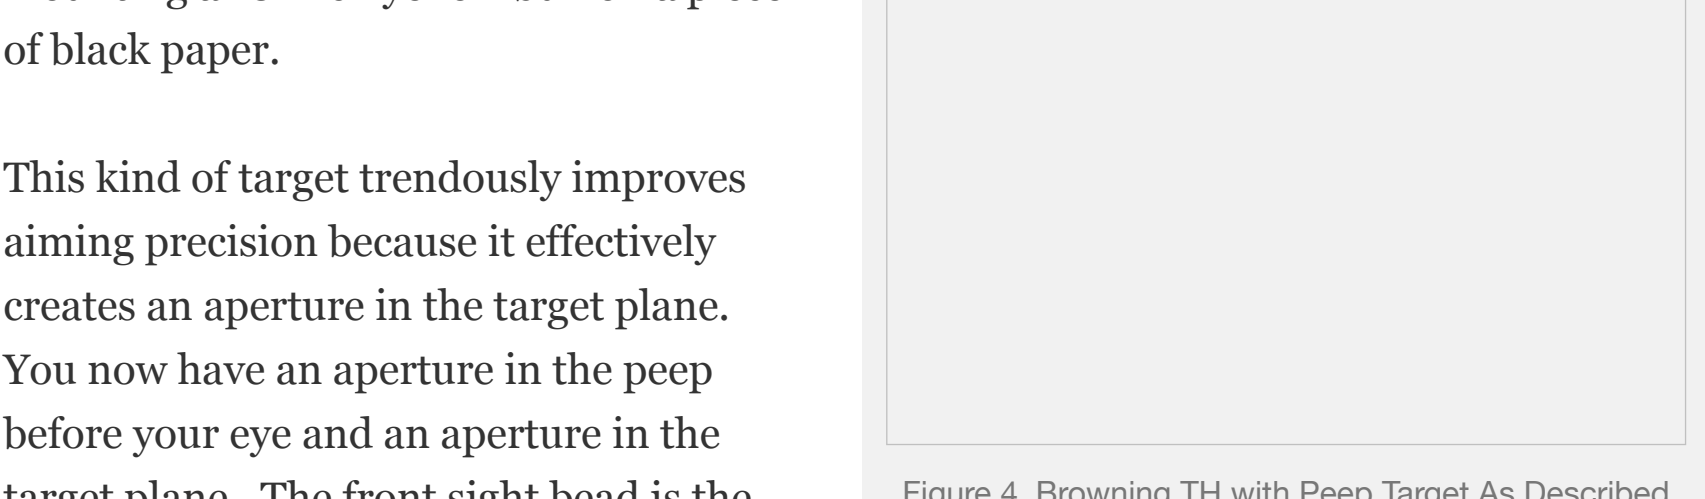 of black paper.
This kind of target trendously improves
aiming precision because it effectively
creates an aperture in the target plane.
You now have an aperture in the peep
before your eye and an aperture in the
target plane. The front sight bead is the
Figure 4. Browning TH with Peep Target As Described